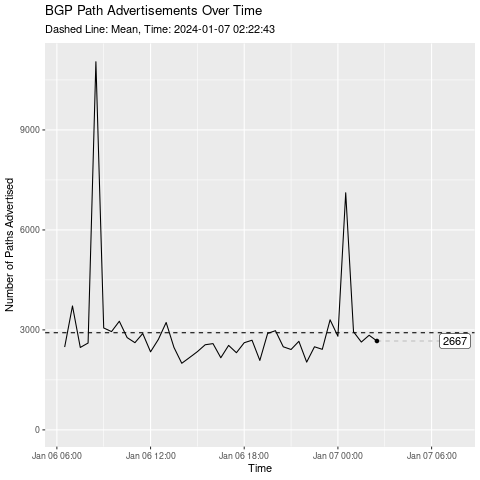 BGP Path Advertisements Over Time
Dashed Line: Mean, Time: 2024-01-07 02:22:43
Number of Paths Advertised
9000
6000
3000
0
2667
Jan 06 06:00
Jan 06 12:00
Jan 06 18:00
Jan 07 00:00
Jan 07 06:00
Time